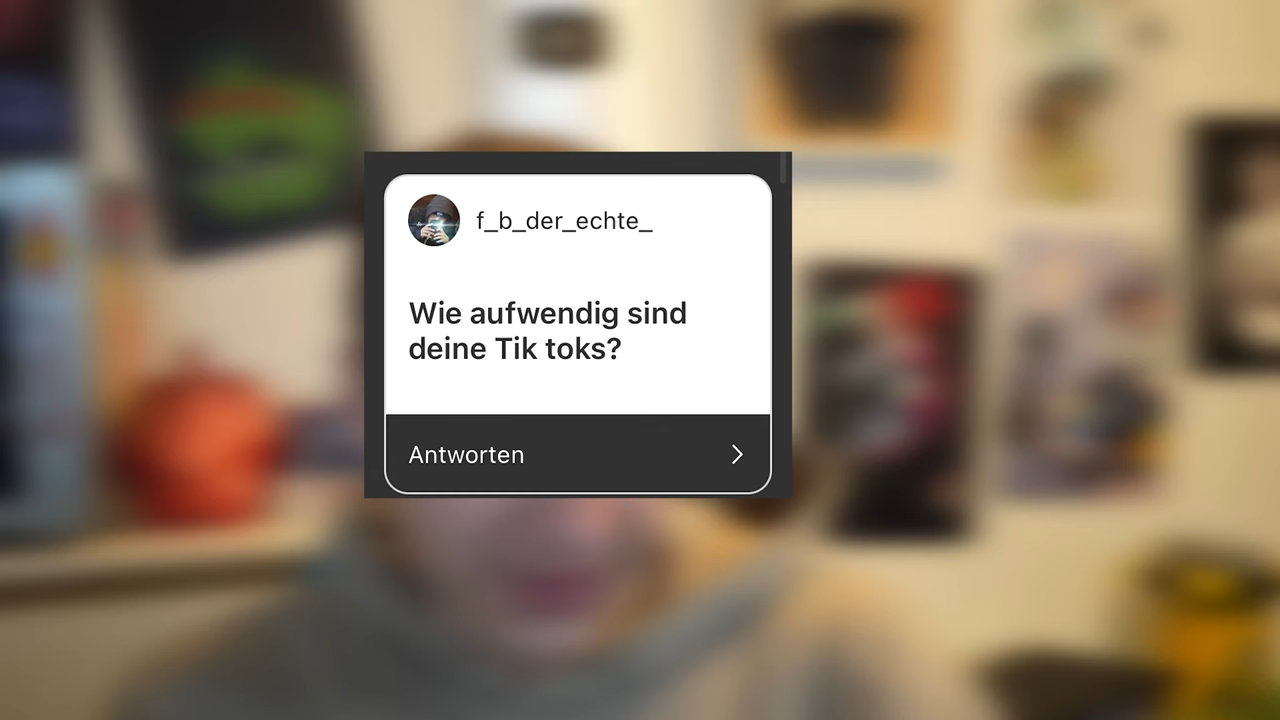 f_b_der_echte_
Wie aufwendig sind
deine Tik toks?
Antworten